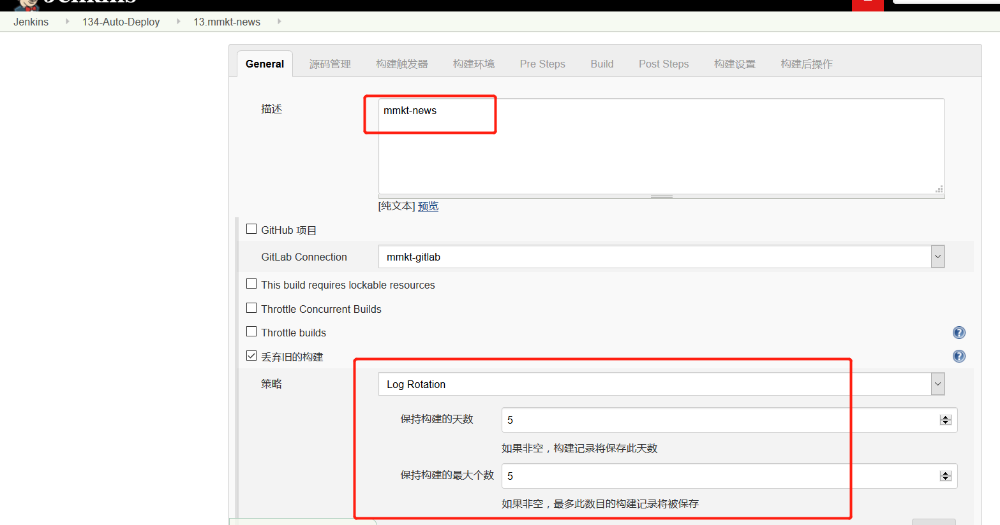 Jenkins
Jenkins 134-Auto-Deploy 13.mmkt-news
General 源码管理 构建触发器 构建环境 Pre Steps Build Post Steps 构建设置 构建后操作
描述 mmkt-news
[纯文本] 预览
GitHub 项目
GitLab Connection mmkt-gitlab
This build requires lockable resources
Throttle Concurrent Builds
Throttle builds
丢弃旧的构建
策略 Log Rotation
保持构建的天数 5
如果非空，构建记录将保存此天数
保持构建的最大个数 5
如果非空，最多此数目的构建记录将被保存